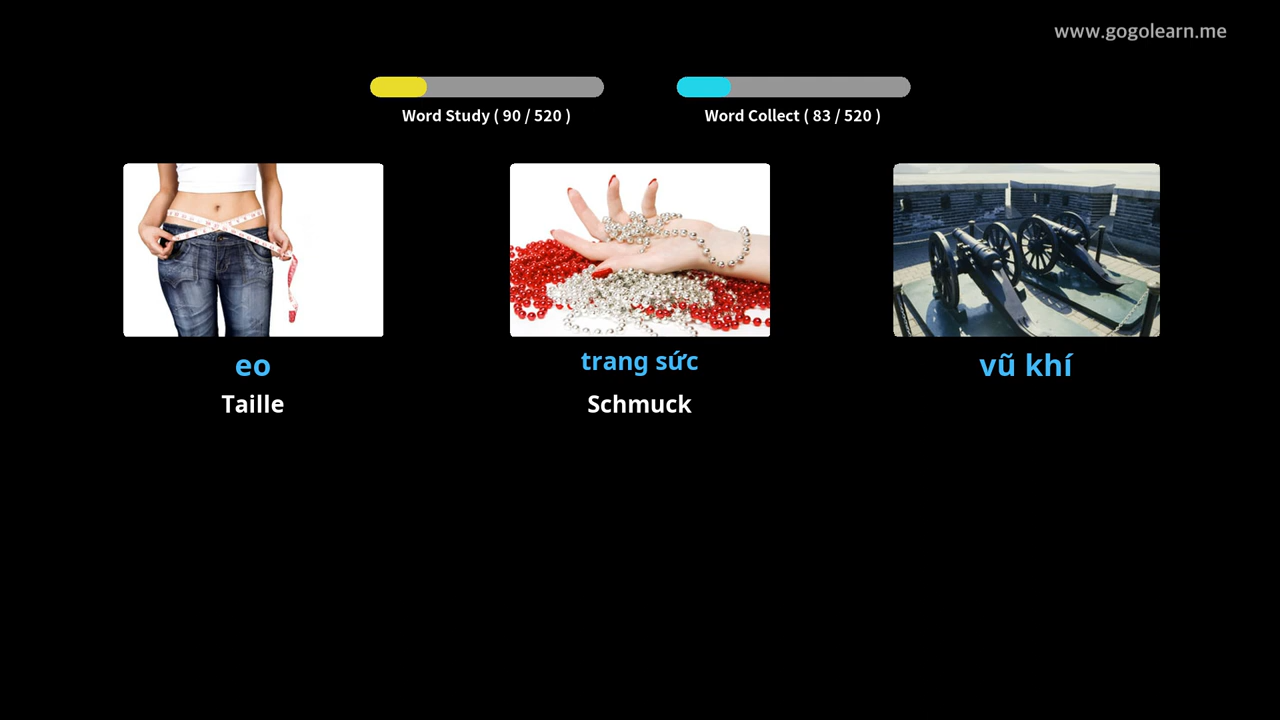 www.gogolearn.me
Word Study ( 90 / 520 )
Word Collect ( 83 / 520 )
eo
Taille
trang sức
Schmuck
vũ khí